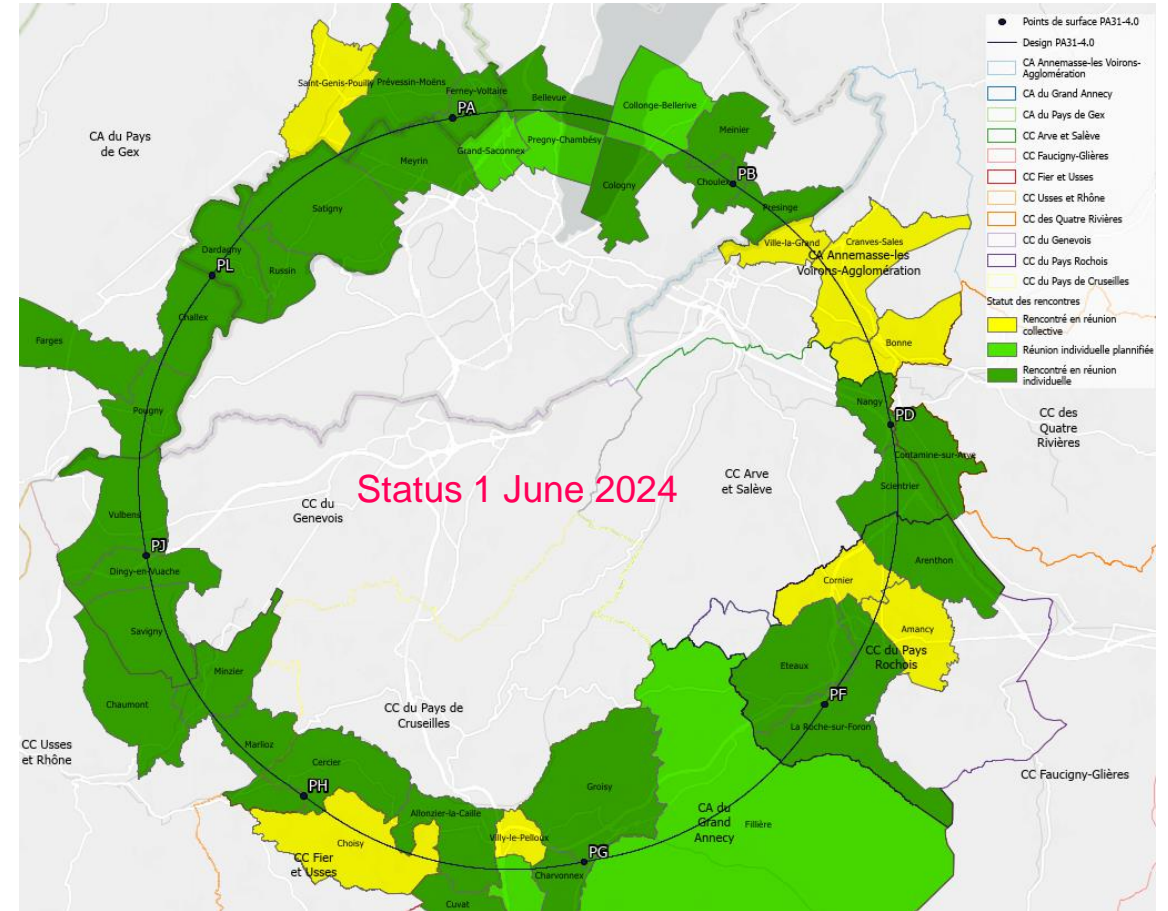 Saint-Genis-Pouilly
Prévessin-Moëns
Ferney-Voltaire
PA
Bellevue
Collonge-Bellerive
Meinier
CA du Pays
de Gex
Meyrin
Grand-Saconnex
Pregny-Chambésy
Cologny
Choulex
PB
Presinge
Satigny
Dardagny
Russin
PL
Challex
Farges
Pougny
Ville-la-Grand
Cranves-Sales
CA Annemasse-les
Voirons-Agglomération
Bonne
Nangy
PD
Contamine-sur-Arve
Scientrier
CC des
Quatre
Rivières
Status 1 June 2024
CC Arve
et Salève
CC du
Genevois
Vulbens
PJ
Dingy-en-Vuache
Savigny
Chaumont
Minzier
Arenthon
Cornier
Amancy
CC du Pays
Rochois
Eteaux
PF
La Roche-sur-Foron
CC du Pays de
Cruseilles
CC Usses
et Rhône
Marlioz
Cercier
PH
Allonzier-la-Caille
Groisy
CC Faucigny-Glières
CA du
Grand
Annecy
Fillière
Choisy
CC Fier
et Usses
Villy-le-Pelloux
PG
Charvonnex
Cuvat
Points de surface PA31-4.0
Design PA31-4.0
CA Annemasse-les Voirons-
Agglomération
CA du Grand Annecy
CA du Pays de Gex
CC Arve et Salève
CC Faucigny-Glières
CC Fier et Usses
CC Usses et Rhône
CC des Quatre Rivières
CC du Genevois
CC du Pays Rochois
CC du Pays de Cruseilles
Statut des rencontres
Rencontré en réunion
collective
Réunion individuelle plannifiée
Rencontré en réunion
individuelle